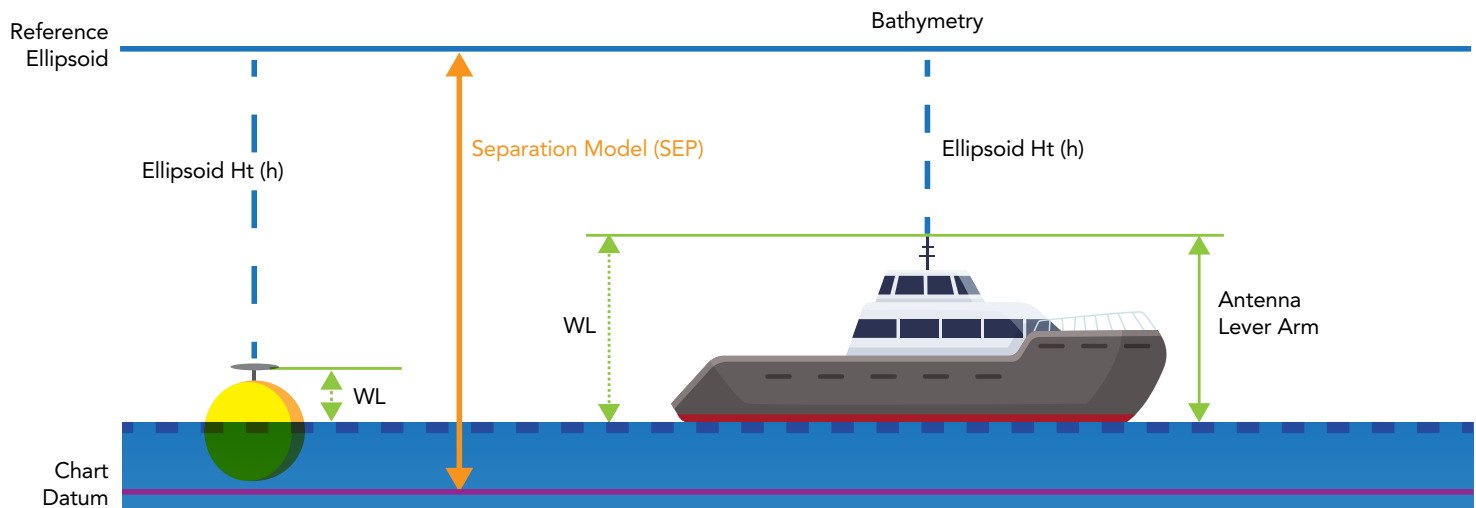 Bathymetry
Reference
Ellipsoid
Separation Model (SEP)
Ellipsoid Ht (h)
Ellipsoid Ht (h)
Antenna
Lever Arm
WL
WL
Chart
Datum